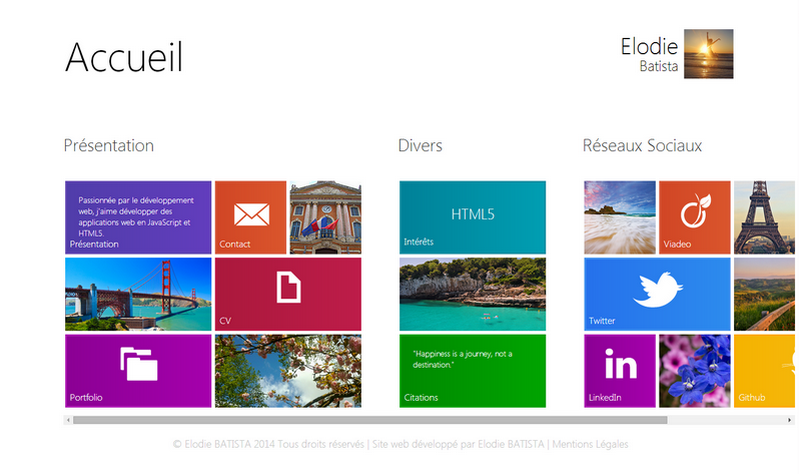 Accueil
Elodie
Batista
Présentation
Divers
Réseaux Sociaux
Passionnée par le développement
web, j'aime développer des
applications web en JavaScript et
HTML5.
Présentation
Contact
HTML5
Intérêts
Viadeo
CV
Twitter
Portfolio
"Happiness is a journey, not a
destination."
Citations
in
LinkedIn
Github
© Elodie BATISTA 2014 Tous droits réservés | Site web développé par Elodie BATISTA | Mentions Légales